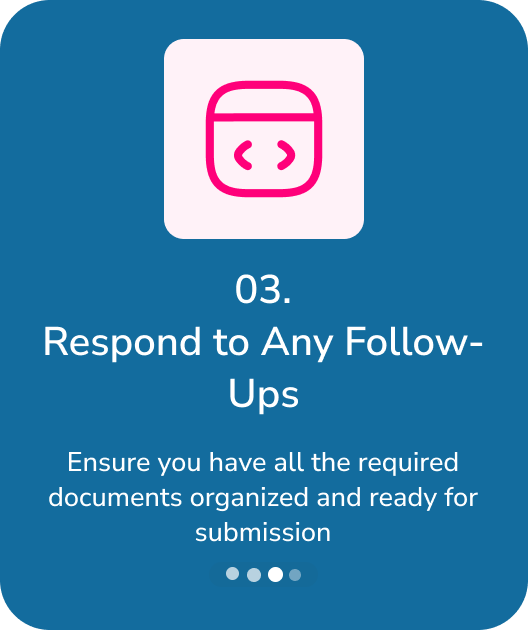 03.
Respond to Any Follow-
Ups
Ensure you have all the required
documents organized and ready for
submission